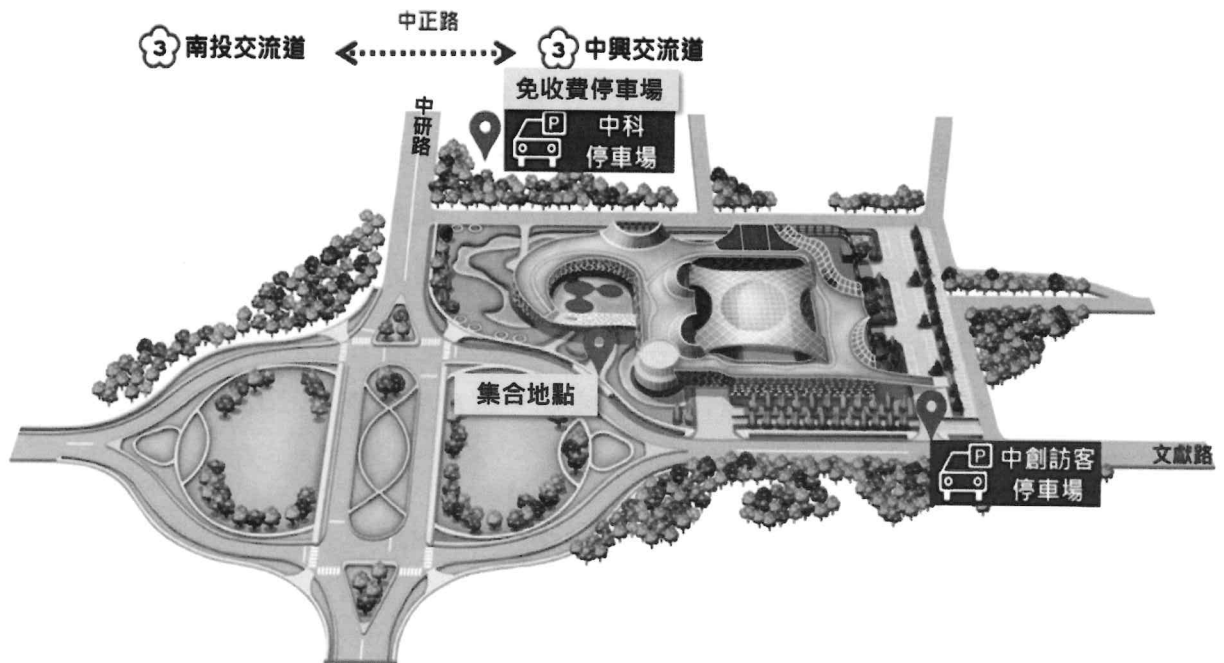 中正路
3 南投交流道
3 中興交流道
免收費停車場
中研路
P 中科
停車場
集合地點
P 中創訪客
停車場
文獻路